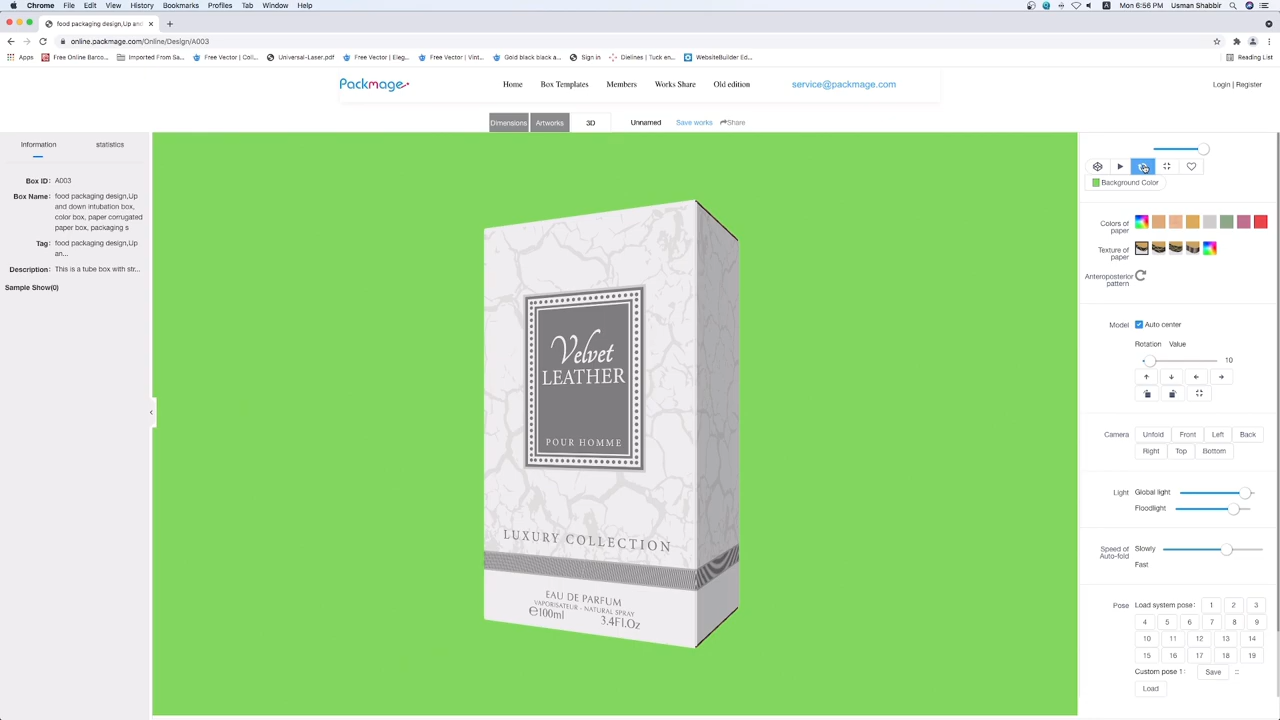 Chrome File Edit View History Bookmarks Profiles Tab Window Help
A Mon 6:56 PM Usman Shabbir
food packaging design,Up and
online.packmage.com/Online/Design/A003
Apps Free Online Barco... Imported From Sa... Free Vector | Coll... Universal-Laser.pdf Free Vector | Eleg... Free Vector | Vint... Gold black black a... Sign in Dielines | Tuck en... WebsiteBuilder Ed... Reading List
Packmage
Home Box Templates Members Works Share Old edition service@packmage.com
Login | Register
Dimensions Artworks 3D Unnamed Save works Share
Information statistics
Box ID: A003
Box Name: food packaging design,Up
and down intubation box,
color box, paper corrugated
paper box, packaging s
Tag: food packaging design,Up
an...
Description: This is a tube box with str...
Sample Show(0)
Velvet
LEATHER
POUR HOMME
LUXURY COLLECTION
EAU DE PARFUM
VAPORISATEUR - NATURAL SPRAY
℮100ml 3.4Fl.Oz
Background Color
Colors of
paper
Texture of
paper
Anteroposterior
pattern
Model Auto center
Rotation Value
10
Camera Unfold Front Left Back
Right Top Bottom
Light Global light
Floodlight
Speed of
Auto-fold
Slowly
Fast
Pose Load system pose: 1 2 3
4 5 6 7 8 9
10 11 12 13 14
15 16 17 18 19
Custom pose 1: Save
Load